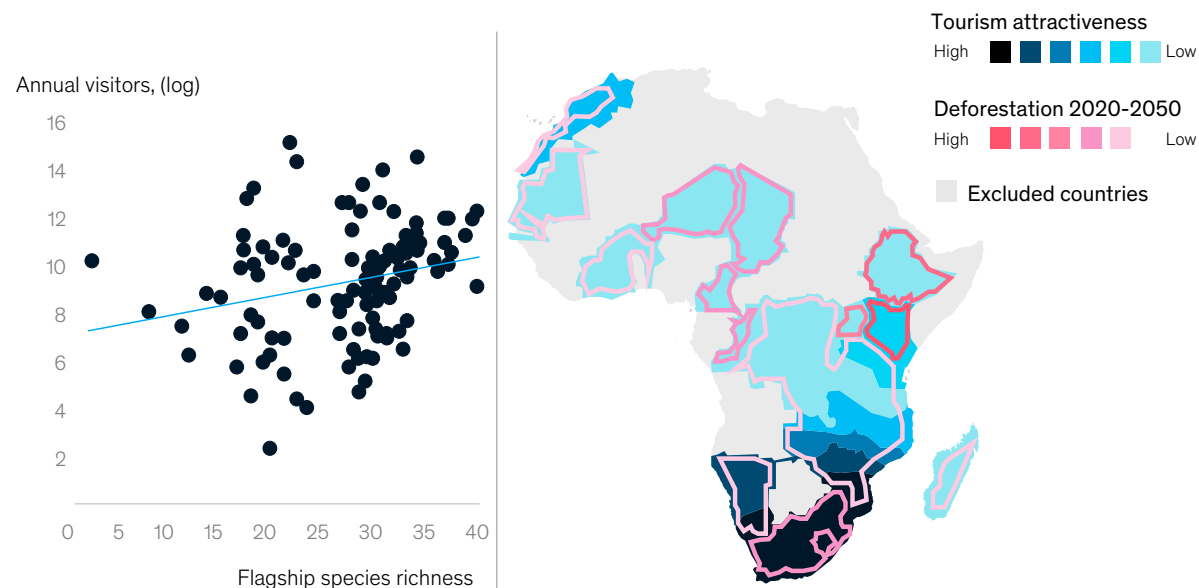 Annual visitors, (log)
16
14
12
10
8
6
4
2
0 5 10 15 20 25 30 35 40
Flagship species richness
Tourism attractiveness
High Low
Deforestation 2020-2050
High Low
Excluded countries